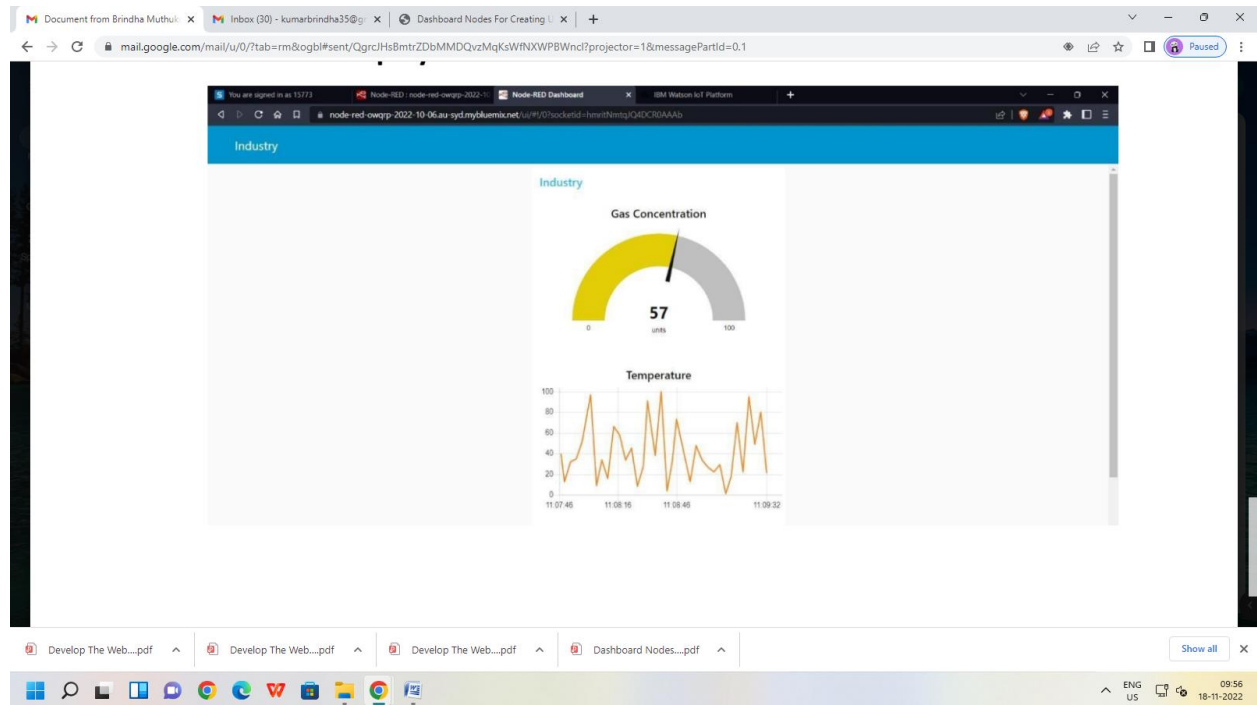 Document from Brindha Muthuk
Inbox (30) - kumarbrindha35@g
Dashboard Nodes For Creating U
mail.google.com/mail/u/0/?tab=rm&ogbl#sent/QgrcJHsBmtrZDbMMDQvzMqKsWfNXWPBWncl?projector=1&messagePartId=0.1
Paused
You are signed in as 15773
Node-RED : node-red-owqrp-2022-10
Node-RED Dashboard
IBM Watson IoT Platform
node-red-owqrp-2022-10-06.au-syd.mybluemix.net/ui/#!/0?socketid=hmritNmtqJQ4DCR0AAAb
Industry
Industry
Gas Concentration
57
0 units 100
Temperature
100
80
60
40
20
0
11:07:46 11:08:16 11:08:46 11:09:32
Develop The Web....pdf
Develop The Web....pdf
Develop The Web....pdf
Dashboard Nodes....pdf
Show all
ENG
US
09:56
18-11-2022